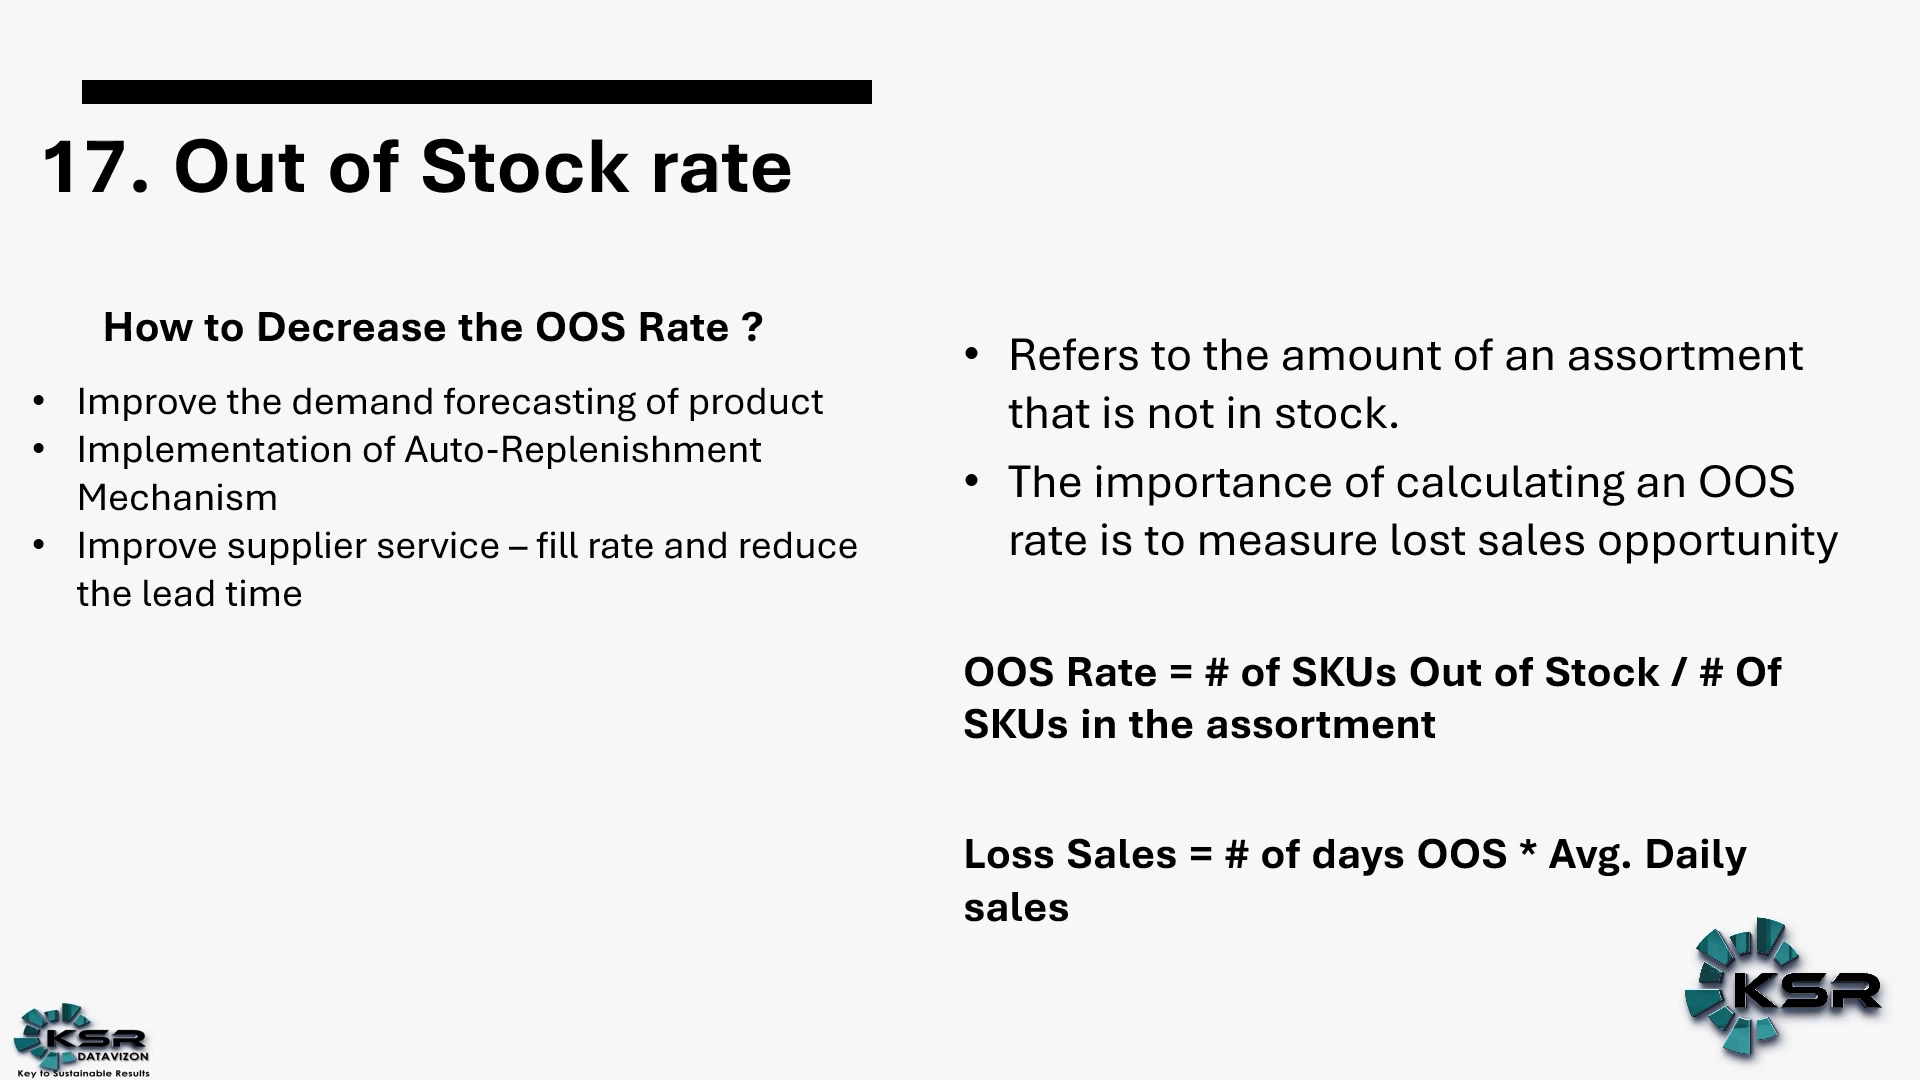 17. Out of Stock rate
How to Decrease the OOS Rate ?
• Improve the demand forecasting of product
• Implementation of Auto-Replenishment
Mechanism
• Improve supplier service – fill rate and reduce
the lead time
• Refers to the amount of an assortment
that is not in stock.
• The importance of calculating an OOS
rate is to measure lost sales opportunity
OOS Rate = # of SKUs Out of Stock / # Of
SKUs in the assortment
Loss Sales = # of days OOS * Avg. Daily
sales
KSR
KSR
DATAVIZON
Key to Sustainable Results